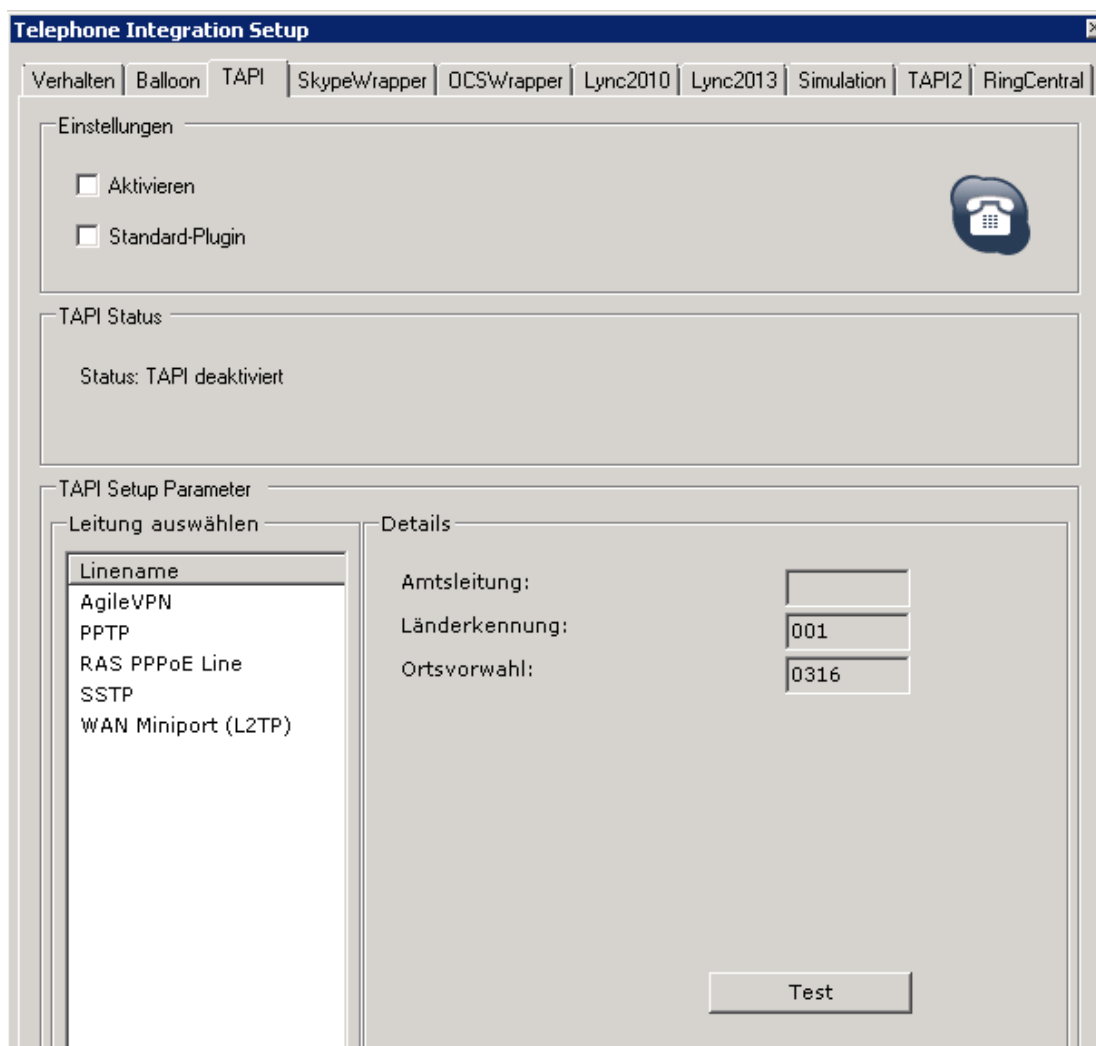 Telephone Integration Setup
Verhalten Balloon TAPI SkypeWrapper OCSWrapper Lync2010 Lync2013 Simulation TAPI2 RingCentral
Einstellungen
Aktivieren
Standard-Plugin
TAPI Status
Status: TAPI deaktiviert
TAPI Setup Parameter
Leitung auswählen
Linename
AgileVPN
PPTP
RAS PPPoE Line
SSTP
WAN Miniport (L2TP)
Details
Amtsleitung:
Länderkennung: 001
Ortsvorwahl: 0316
Test